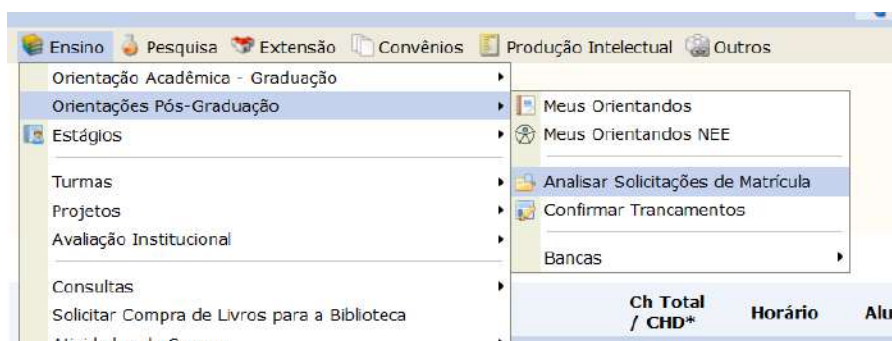 Ensino Pesquisa Extensão Convênios Produção Intelectual Outros
Orientação Acadêmica - Graduação
Orientações Pós-Graduação
Estágios
Turmas
Projetos
Avaliação Institucional
Consultas
Solicitar Compra de Livros para a Biblioteca
Meus Orientandos
Meus Orientandos NEE
Analisar Solicitações de Matrícula
Confirmar Trancamentos
Bancas
Ch Total
/ CHD*
Horário
Alu